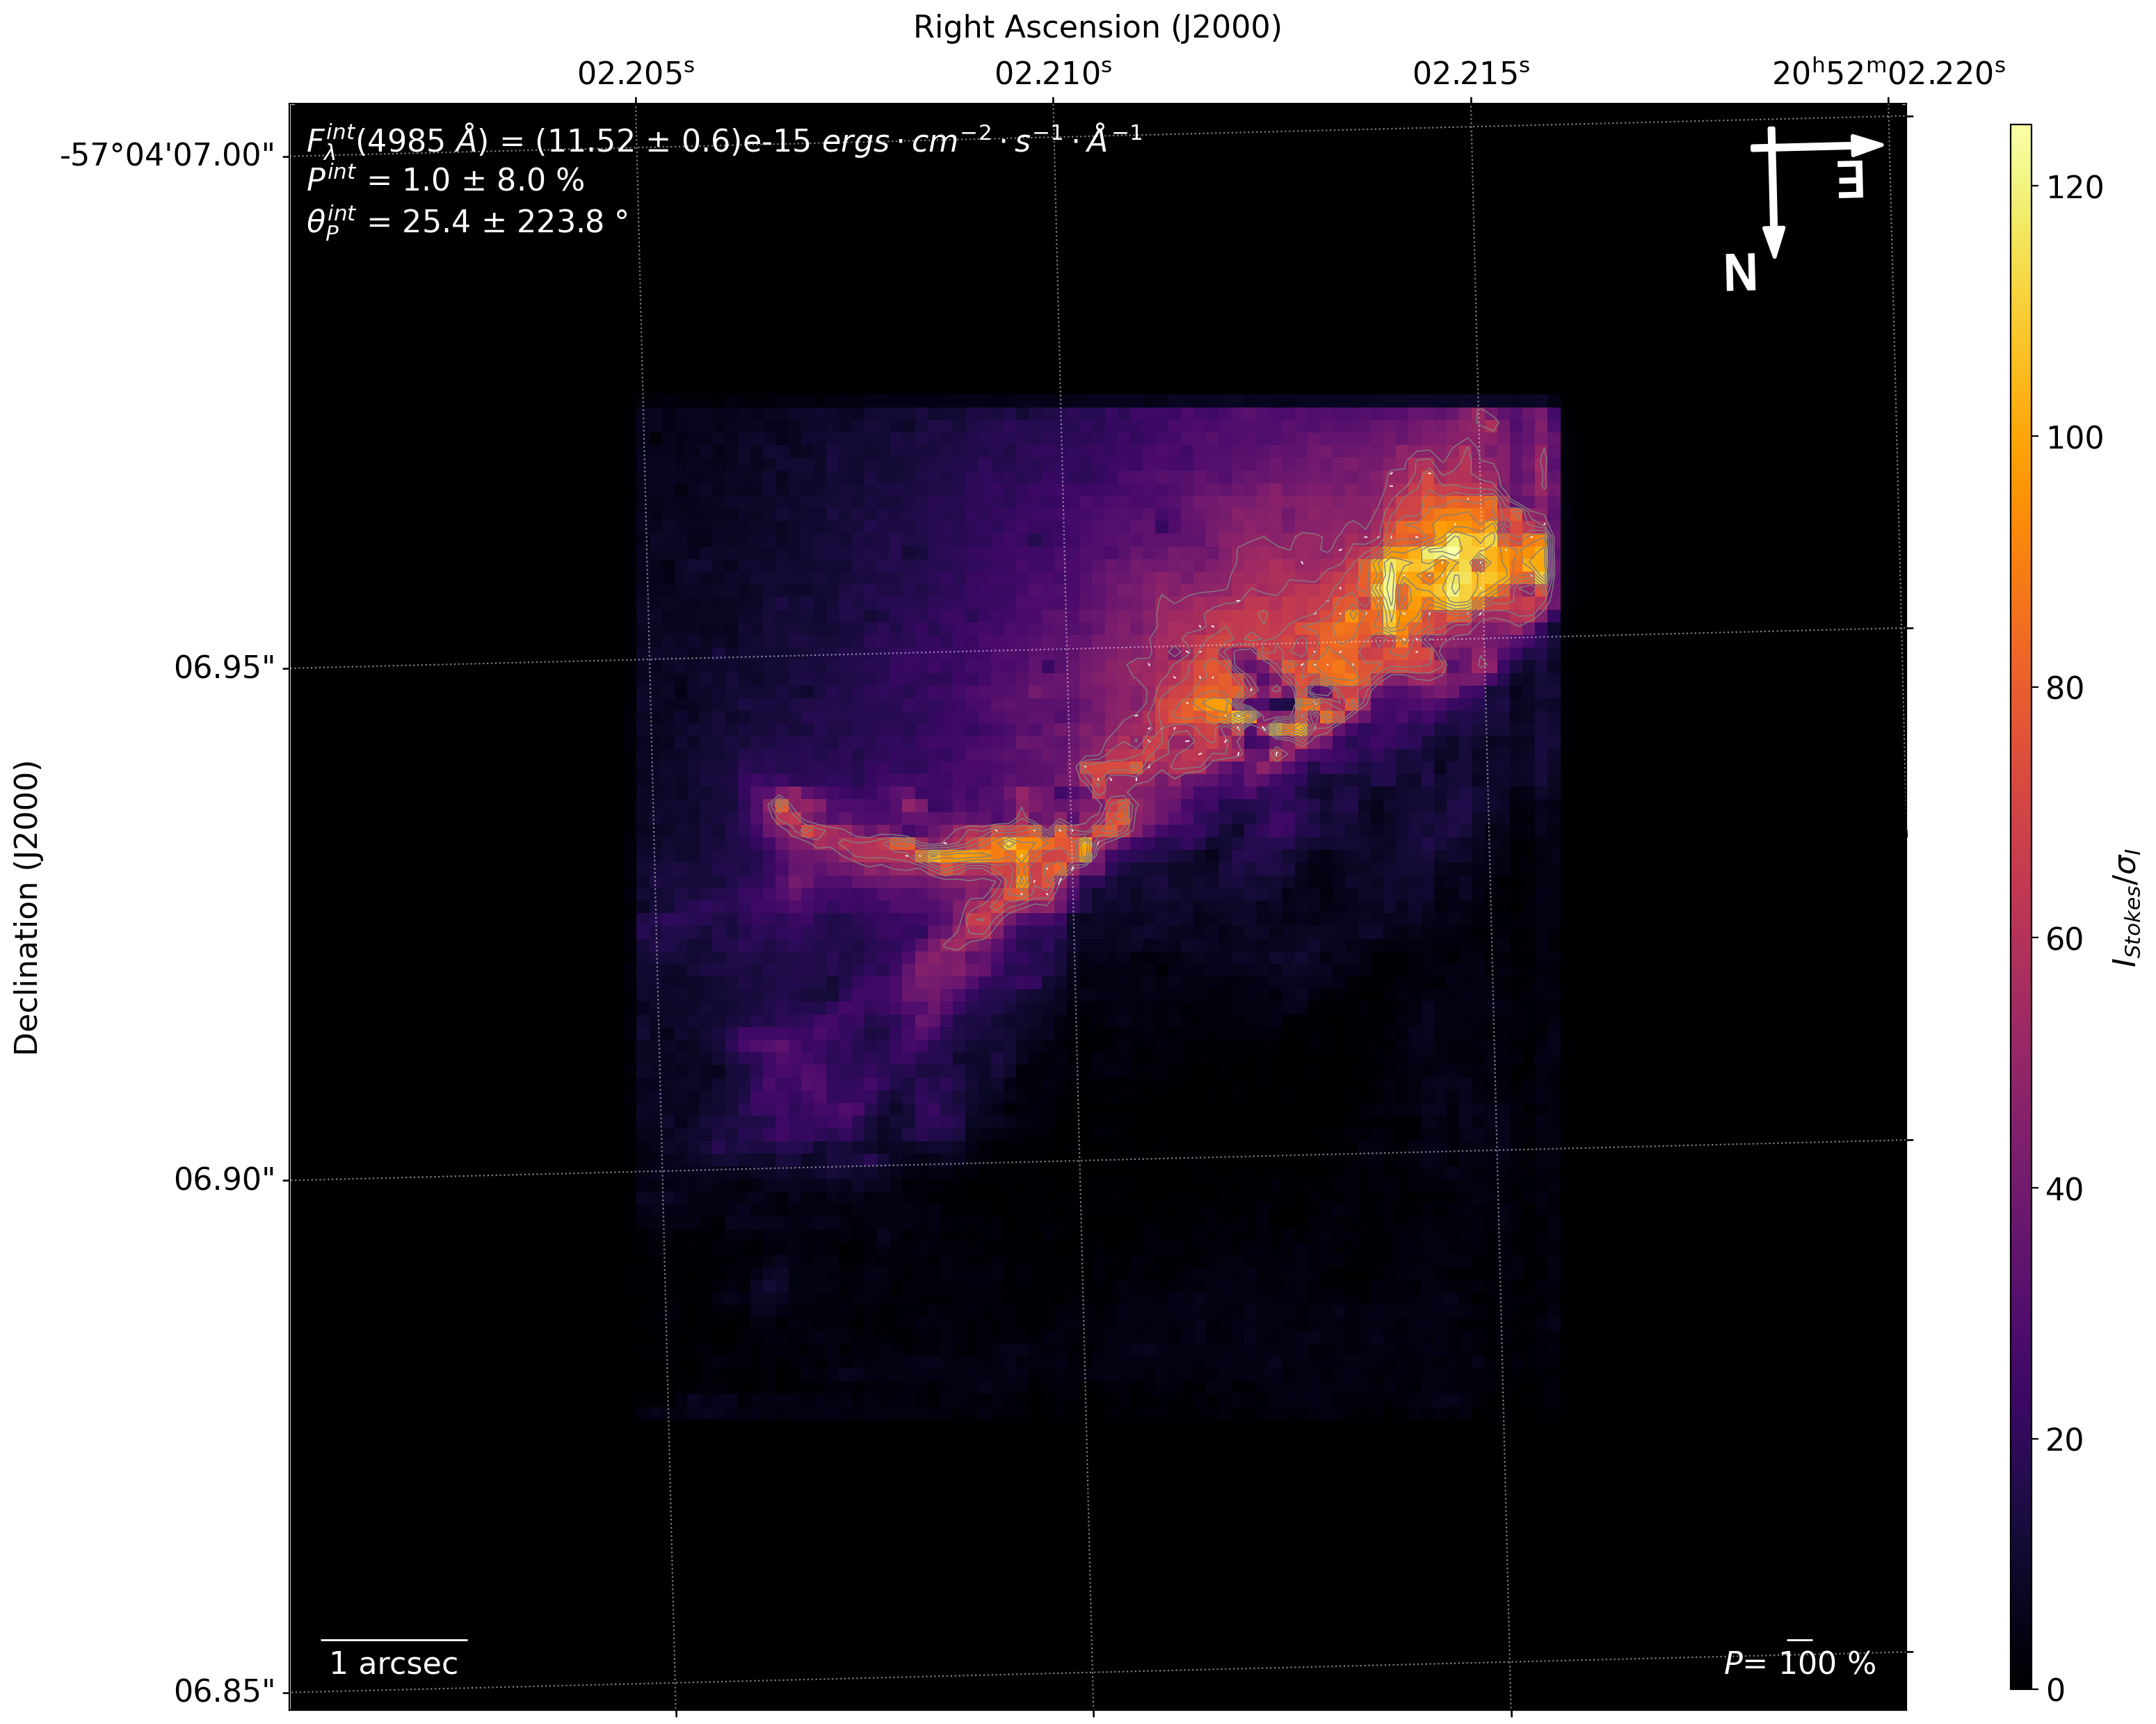 Right Ascension (J2000)
02.205ˢ 02.210ˢ 02.215ˢ 20ʰ52ᵐ02.220ˢ
-57°04'07.00"
06.95"
06.90"
06.85"
Declination (J2000)
F_λ^int(4985 Å) = (11.52 ± 0.6)e-15 ergs · cm⁻² · s⁻¹ · Å⁻¹
P^int = 1.0 ± 8.0 %
θ_P^int = 25.4 ± 223.8 °
E
N
1 arcsec
P= 100 %
120
100
80
60
40
20
0
I_Stokes/σ_I